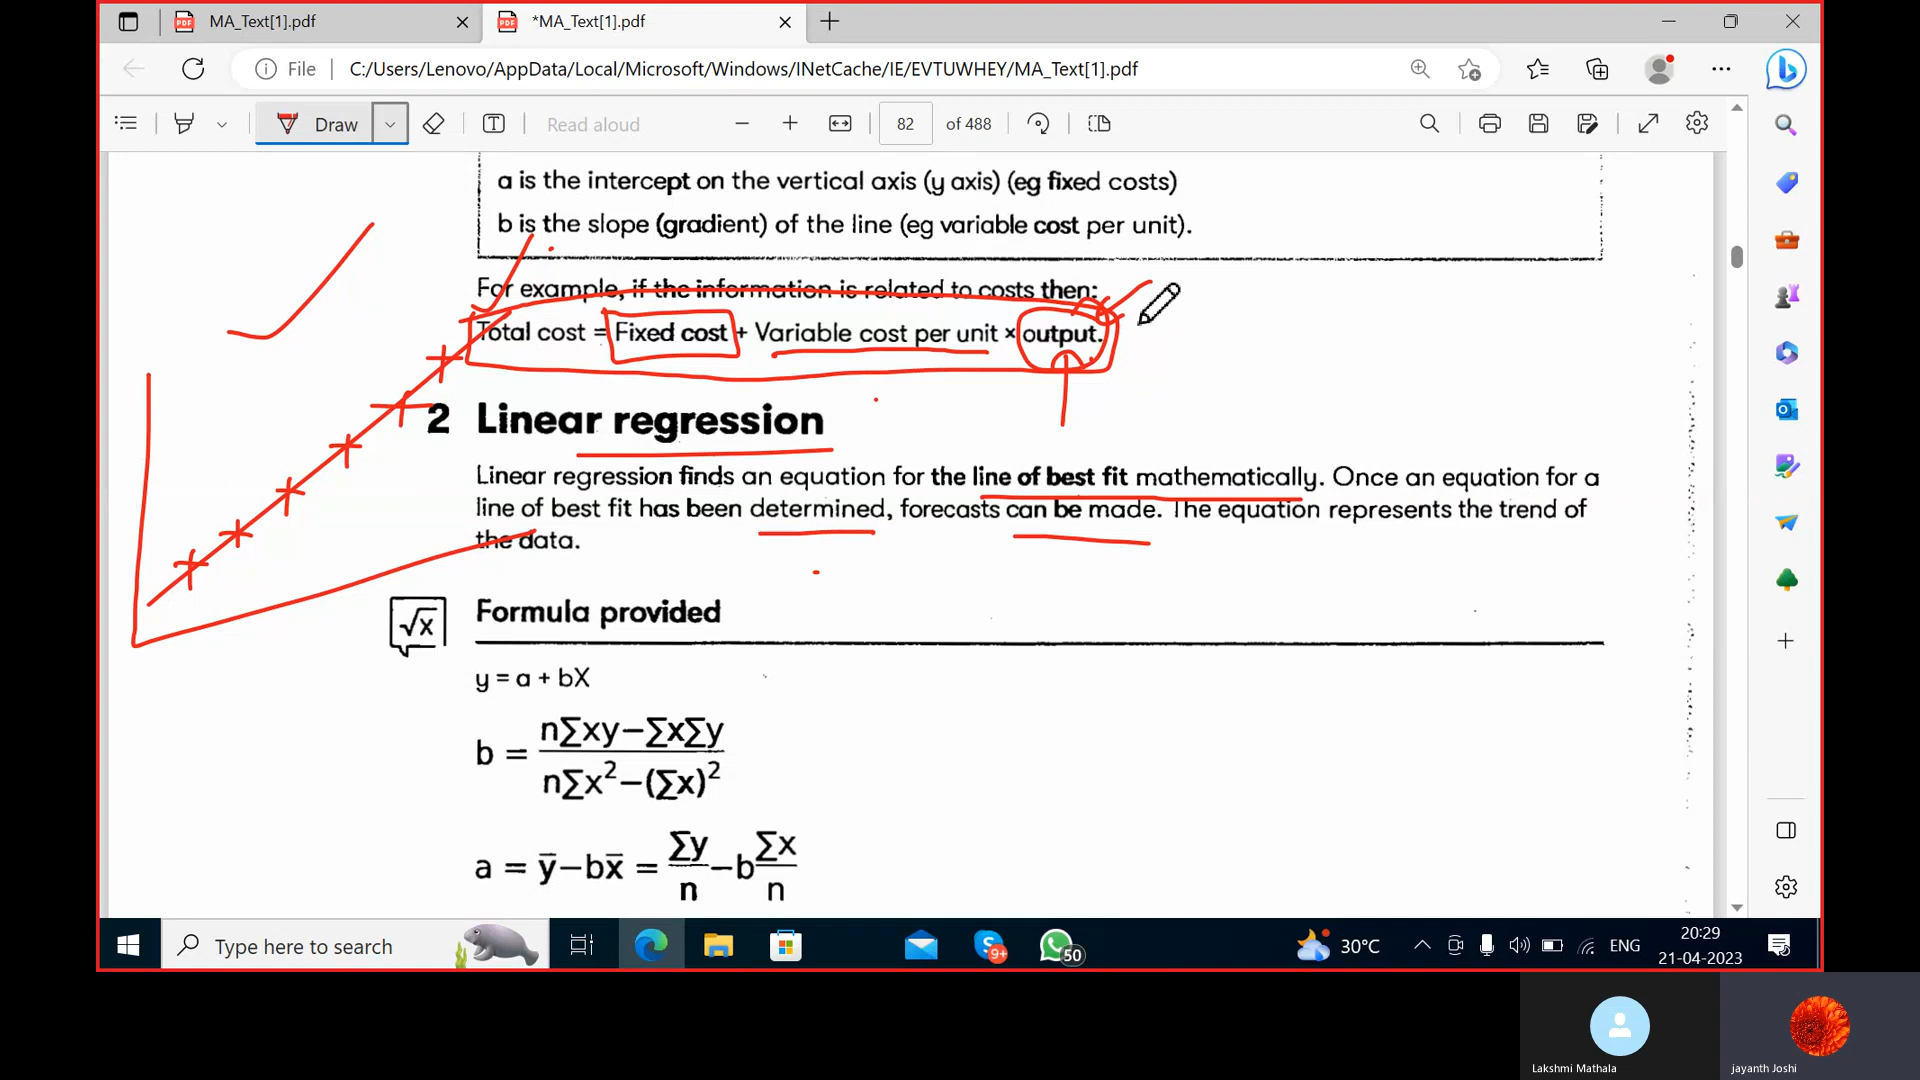 MA_Text[1].pdf
*MA_Text[1].pdf
File
C:/Users/Lenovo/AppData/Local/Microsoft/Windows/INetCache/IE/EVTUWHEY/MA_Text[1].pdf
Draw
Read aloud
82
of 488
a is the intercept on the vertical axis (y axis) (eg fixed costs)
b is the slope (gradient) of the line (eg variable cost per unit).
For example, if the information is related to costs then:
Total cost = Fixed cost + Variable cost per unit × output.
2 Linear regression
Linear regression finds an equation for the line of best fit mathematically. Once an equation for a
line of best fit has been determined, forecasts can be made. The equation represents the trend of
the data.
√x
Formula provided
y = a + bX
b = n∑xy−∑x∑y
n∑x²−(∑x)²
a = ȳ−bx̄ = ∑y/n −b ∑x/n
Type here to search
9+
50
30°C
ENG
20:29
21-04-2023
Lakshmi Mathala
jayanth Joshi